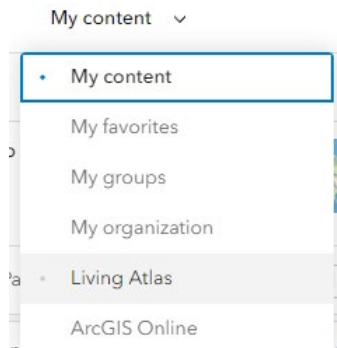 My content
My content
My favorites
My groups
My organization
Living Atlas
ArcGIS Online